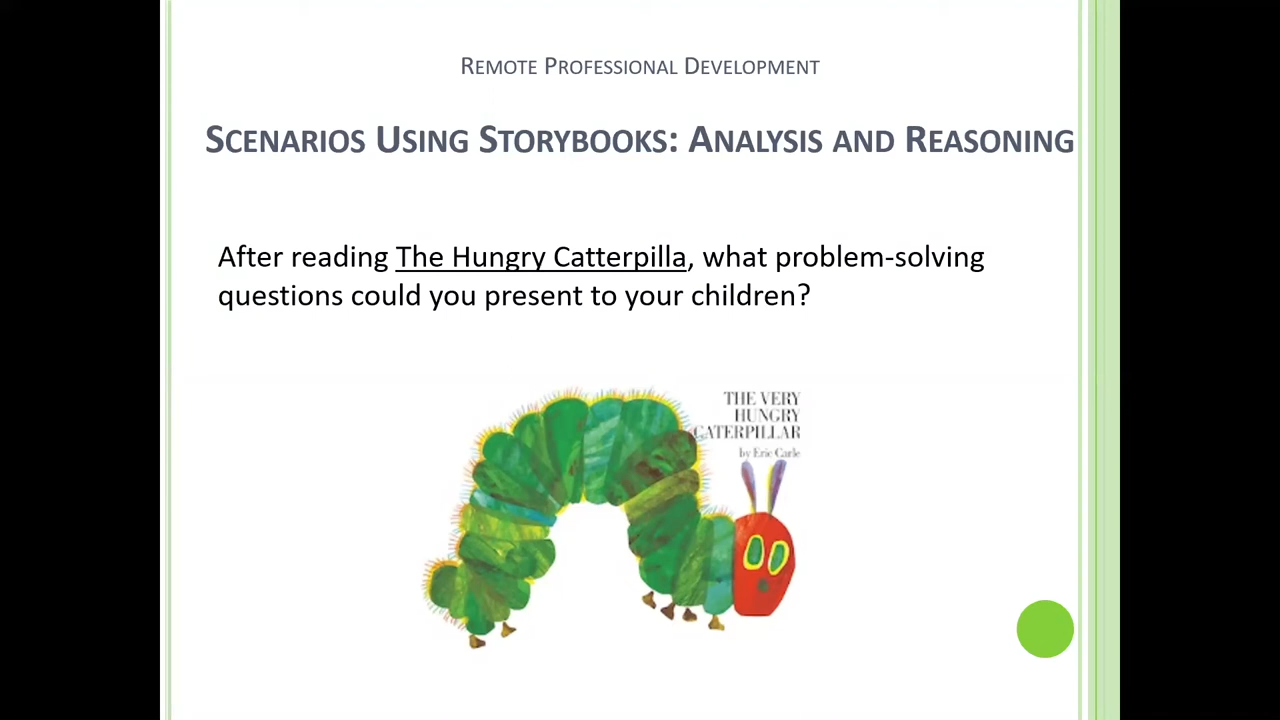 Remote Professional Development
Scenarios Using Storybooks: Analysis and Reasoning
After reading The Hungry Catterpilla, what problem-solving
questions could you present to your children?
THE VERY
HUNGRY
CATERPILLAR
by Eric Carle